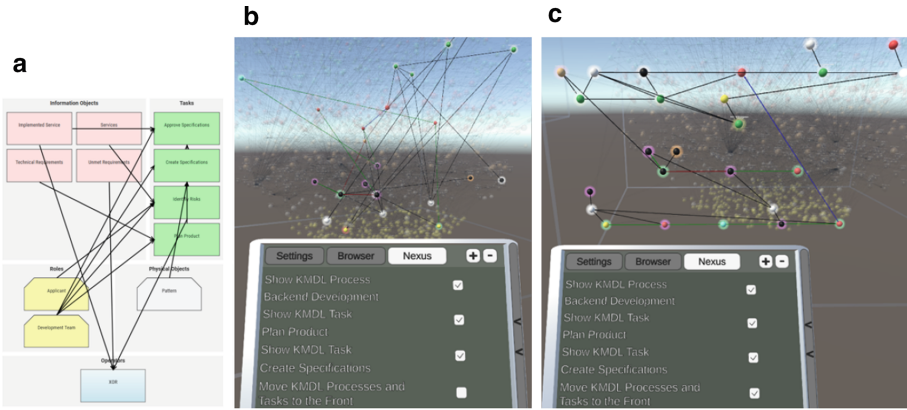 a
b
c
Information Objects
Tasks
Implemented Service
Services
Approve Specifications
Technical Requirements
Unmet Requirements
Create Specifications
Identify Risks
Plan Product
Roles
Physical Objects
Applicant
Pattern
Development Team
Operators
XOR
Settings
Browser
Nexus
Show KMDL Process
Backend Development
Show KMDL Task
Plan Product
Show KMDL Task
Create Specifications
Move KMDL Processes and
Tasks to the Front
Settings
Browser
Nexus
Show KMDL Process
Backend Development
Show KMDL Task
Plan Product
Show KMDL Task
Create Specifications
Move KMDL Processes and
Tasks to the Front